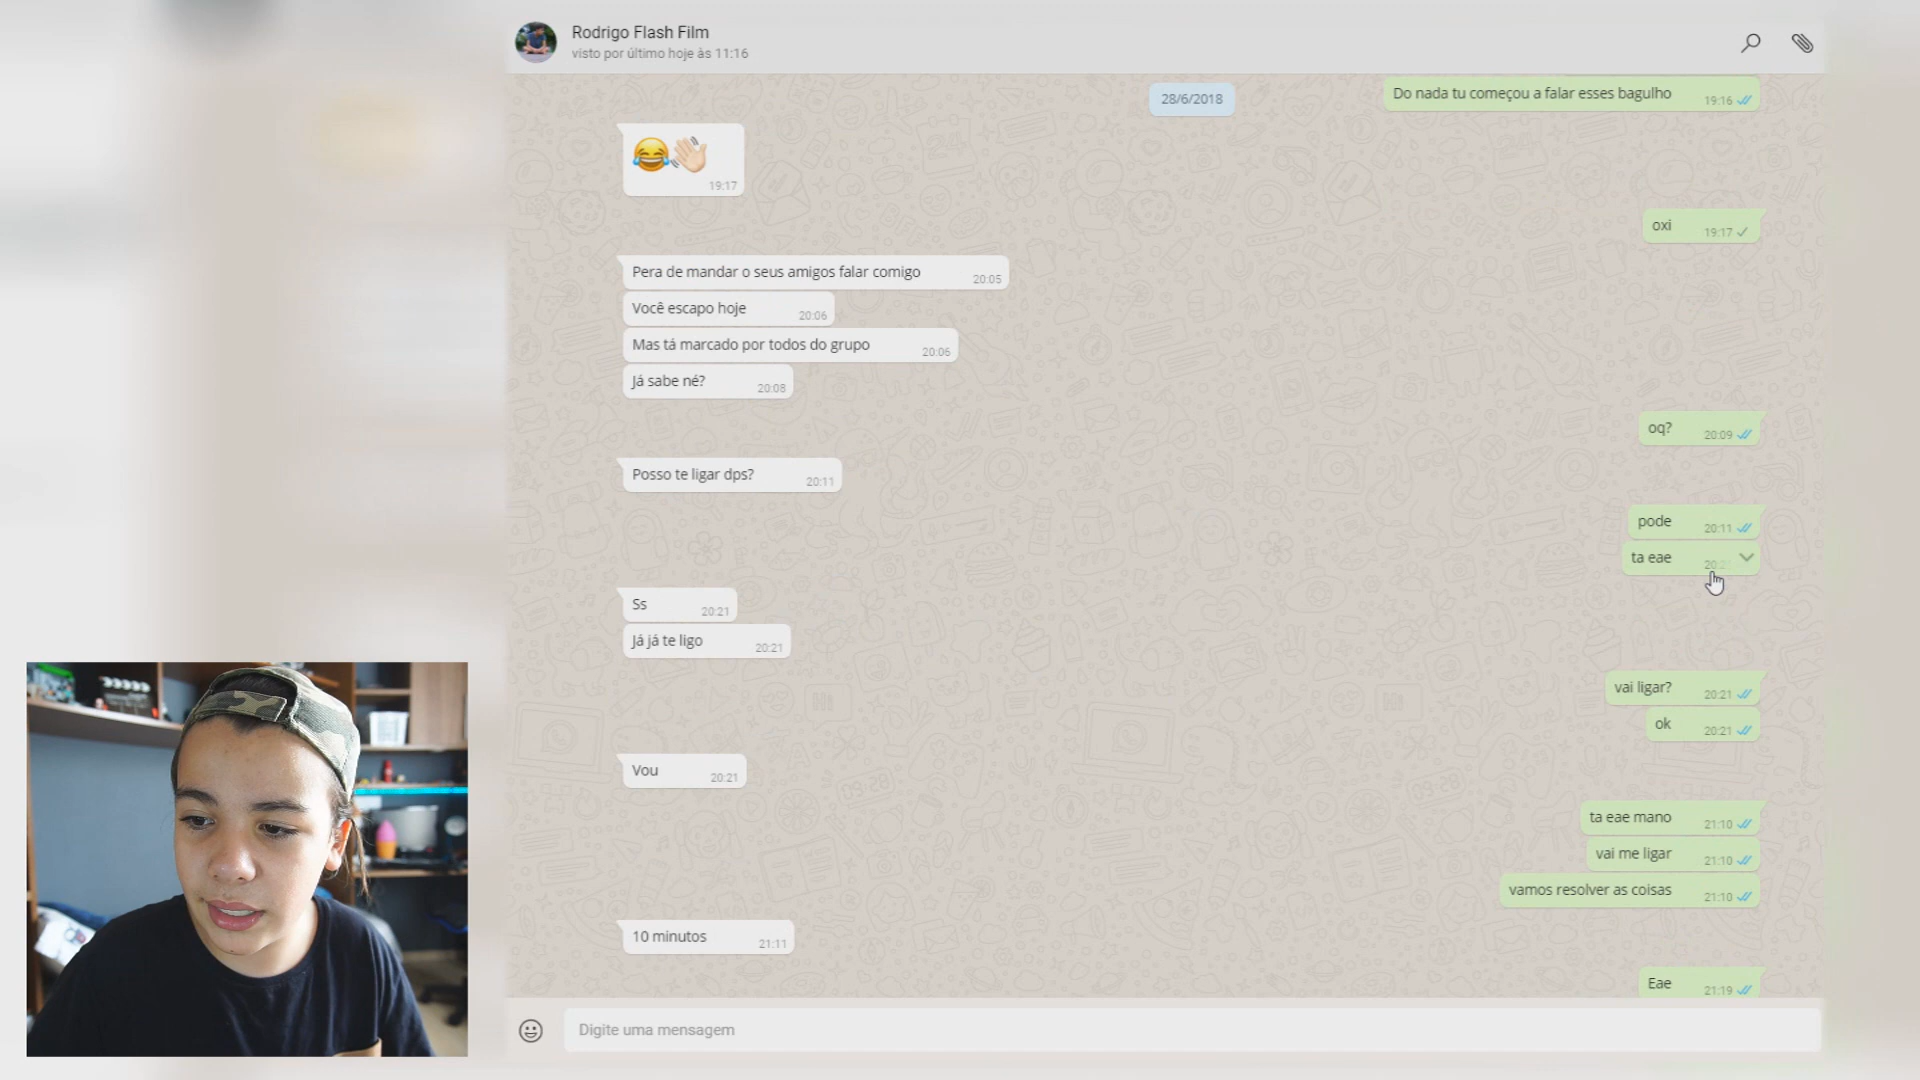 Rodrigo Flash Film
visto por último hoje às 11:16
Do nada tu começou a falar esses bagulho 19:16
28/6/2018
😂👋🏻 19:17
oxi 19:17
Pera de mandar o seus amigos falar comigo 20:05
Você escapo hoje 20:06
Mas tá marcado por todos do grupo 20:06
Já sabe né? 20:08
oq? 20:09
Posso te ligar dps? 20:11
pode 20:11
ta eae
Ss 20:21
Já já te ligo 20:21
vai ligar? 20:21
ok 20:21
Vou 20:21
ta eae mano 21:10
vai me ligar 21:10
vamos resolver as coisas 21:10
10 minutos 21:11
Eae 21:19
Digite uma mensagem